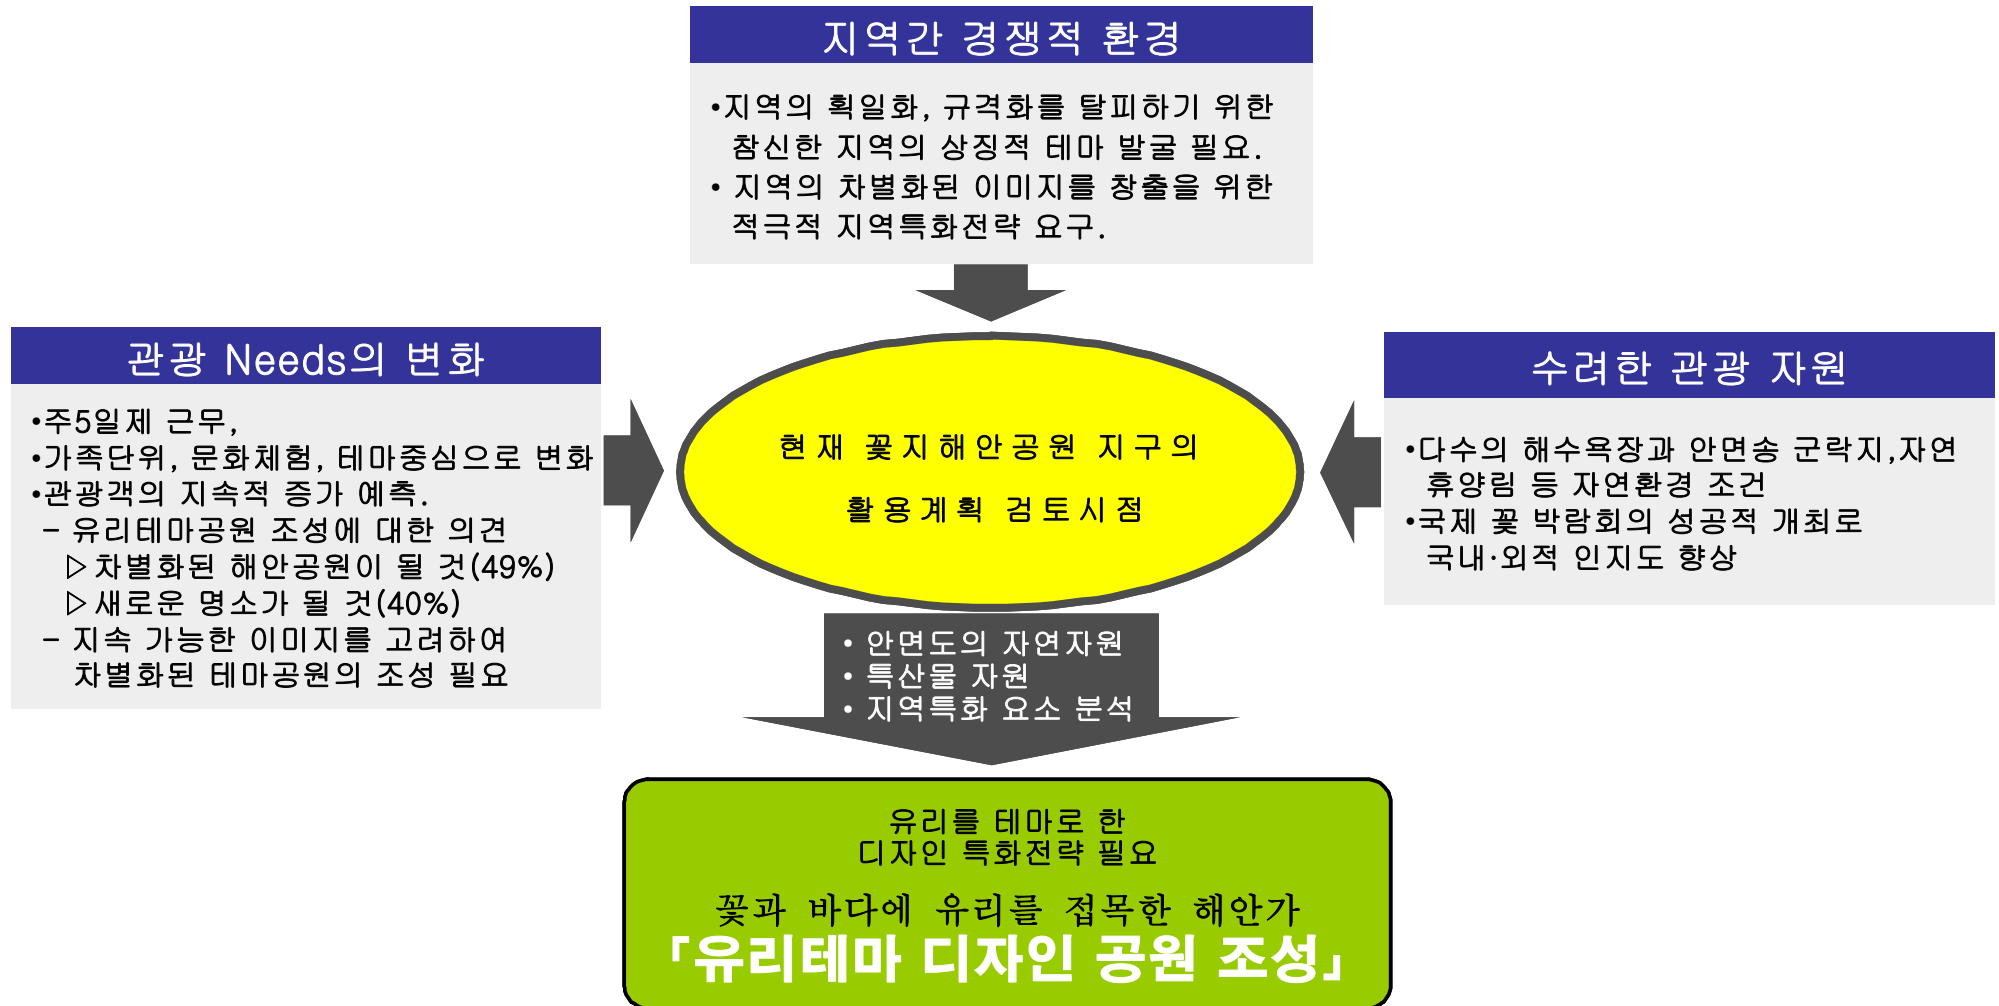 지역간 경쟁적 환경
•지역의 획일화, 규격화를 탈피하기 위한
참신한 지역의 상징적 테마 발굴 필요.
• 지역의 차별화된 이미지를 창출을 위한
적극적 지역특화전략 요구.
관광 Needs의 변화
•주5일제 근무,
•가족단위, 문화체험, 테마중심으로 변화
•관광객의 지속적 증가 예측.
– 유리테마공원 조성에 대한 의견
▷차별화된 해안공원이 될 것(49%)
▷새로운 명소가 될 것(40%)
– 지속 가능한 이미지를 고려하여
차별화된 테마공원의 조성 필요
현재 꽃지해안공원 지구의
활용계획 검토시점
수려한 관광 자원
•다수의 해수욕장과 안면송 군락지,자연
휴양림 등 자연환경 조건
•국제 꽃 박람회의 성공적 개최로
국내·외적 인지도 향상
• 안면도의 자연자원
• 특산물 자원
• 지역특화 요소 분석
유리를 테마로 한
디자인 특화전략 필요
꽃과 바다에 유리를 접목한 해안가
「유리테마 디자인 공원 조성」